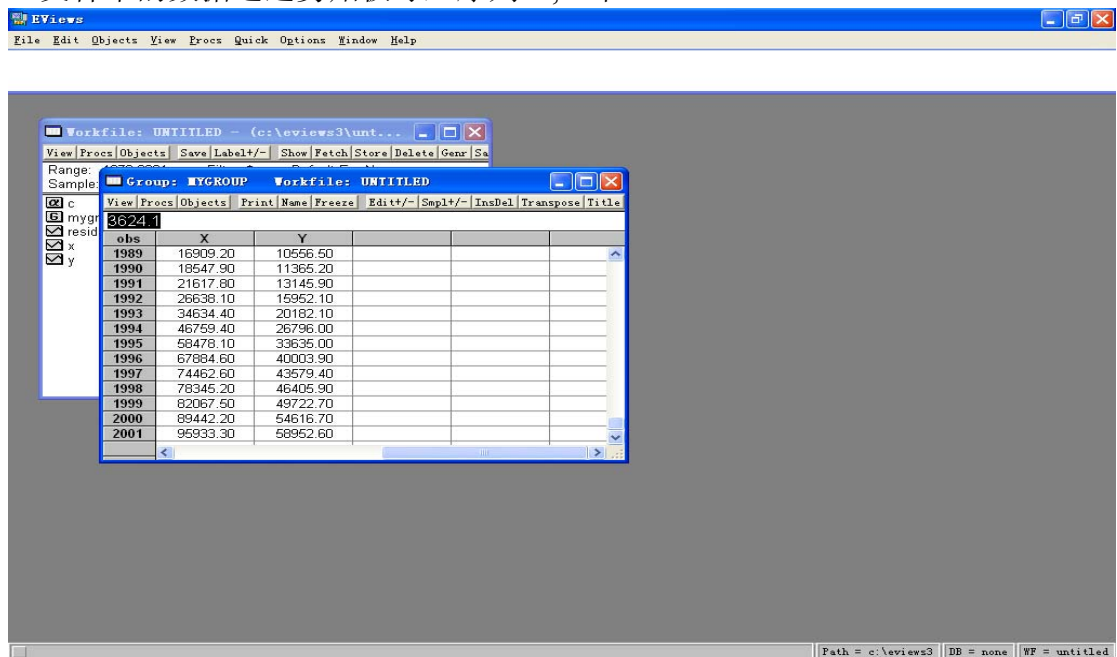 EViews
File Edit Objects View Procs Quick Options Window Help
Workfile: UNTITLED - (c:\eviews3\unt...
View Procs Objects Save Label+/- Show Fetch Store Delete Genr Sa
Range:
Sample:
Group: MYGROUP Workfile: UNTITLED
View Procs Objects Print Name Freeze Edit+/- Smpl+/- InsDel Transpose Title
c
mygr
resid
x
y
3624.1
obs X Y
1989 16909.20 10556.50
1990 18547.90 11365.20
1991 21617.80 13145.90
1992 26638.10 15952.10
1993 34634.40 20182.10
1994 46759.40 26796.00
1995 58478.10 33635.00
1996 67884.60 40003.90
1997 74462.60 43579.40
1998 78345.20 46405.90
1999 82067.50 49722.70
2000 89442.20 54616.70
2001 95933.30 58952.60
Path = c:\eviews3 DB = none WF = untitled